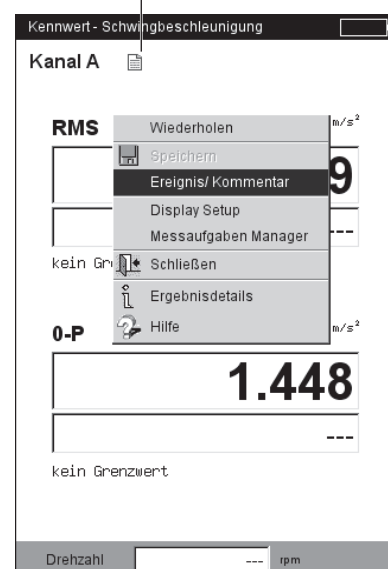 Kennwert - Schwingbeschleunigung
Kanal A
RMS
m/s²
9
---
kein Gr
Wiederholen
Speichern
Ereignis/ Kommentar
Display Setup
Messaufgaben Manager
Schließen
Ergebnisdetails
Hilfe
0-P
m/s²
1.448
---
kein Grenzwert
Drehzahl --- rpm